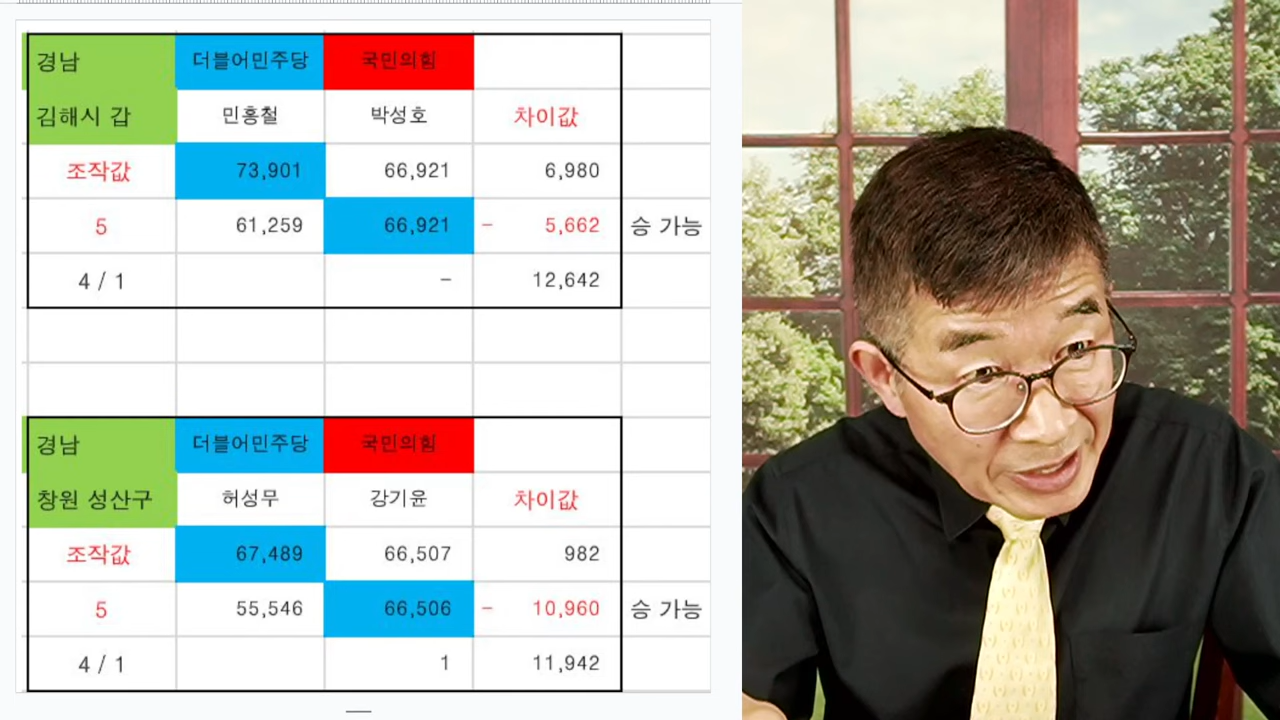 경남 더블어민주당 국민의힘
김해시 갑 민홍철 박성호 차이값
조작값 73,901 66,921 6,980
5 61,259 66,921 - 5,662 승 가능
4 / 1 - 12,642
경남 더블어민주당 국민의힘
창원 성산구 허성무 강기윤 차이값
조작값 67,489 66,507 982
5 55,546 66,506 - 10,960 승 가능
4 / 1 1 11,942